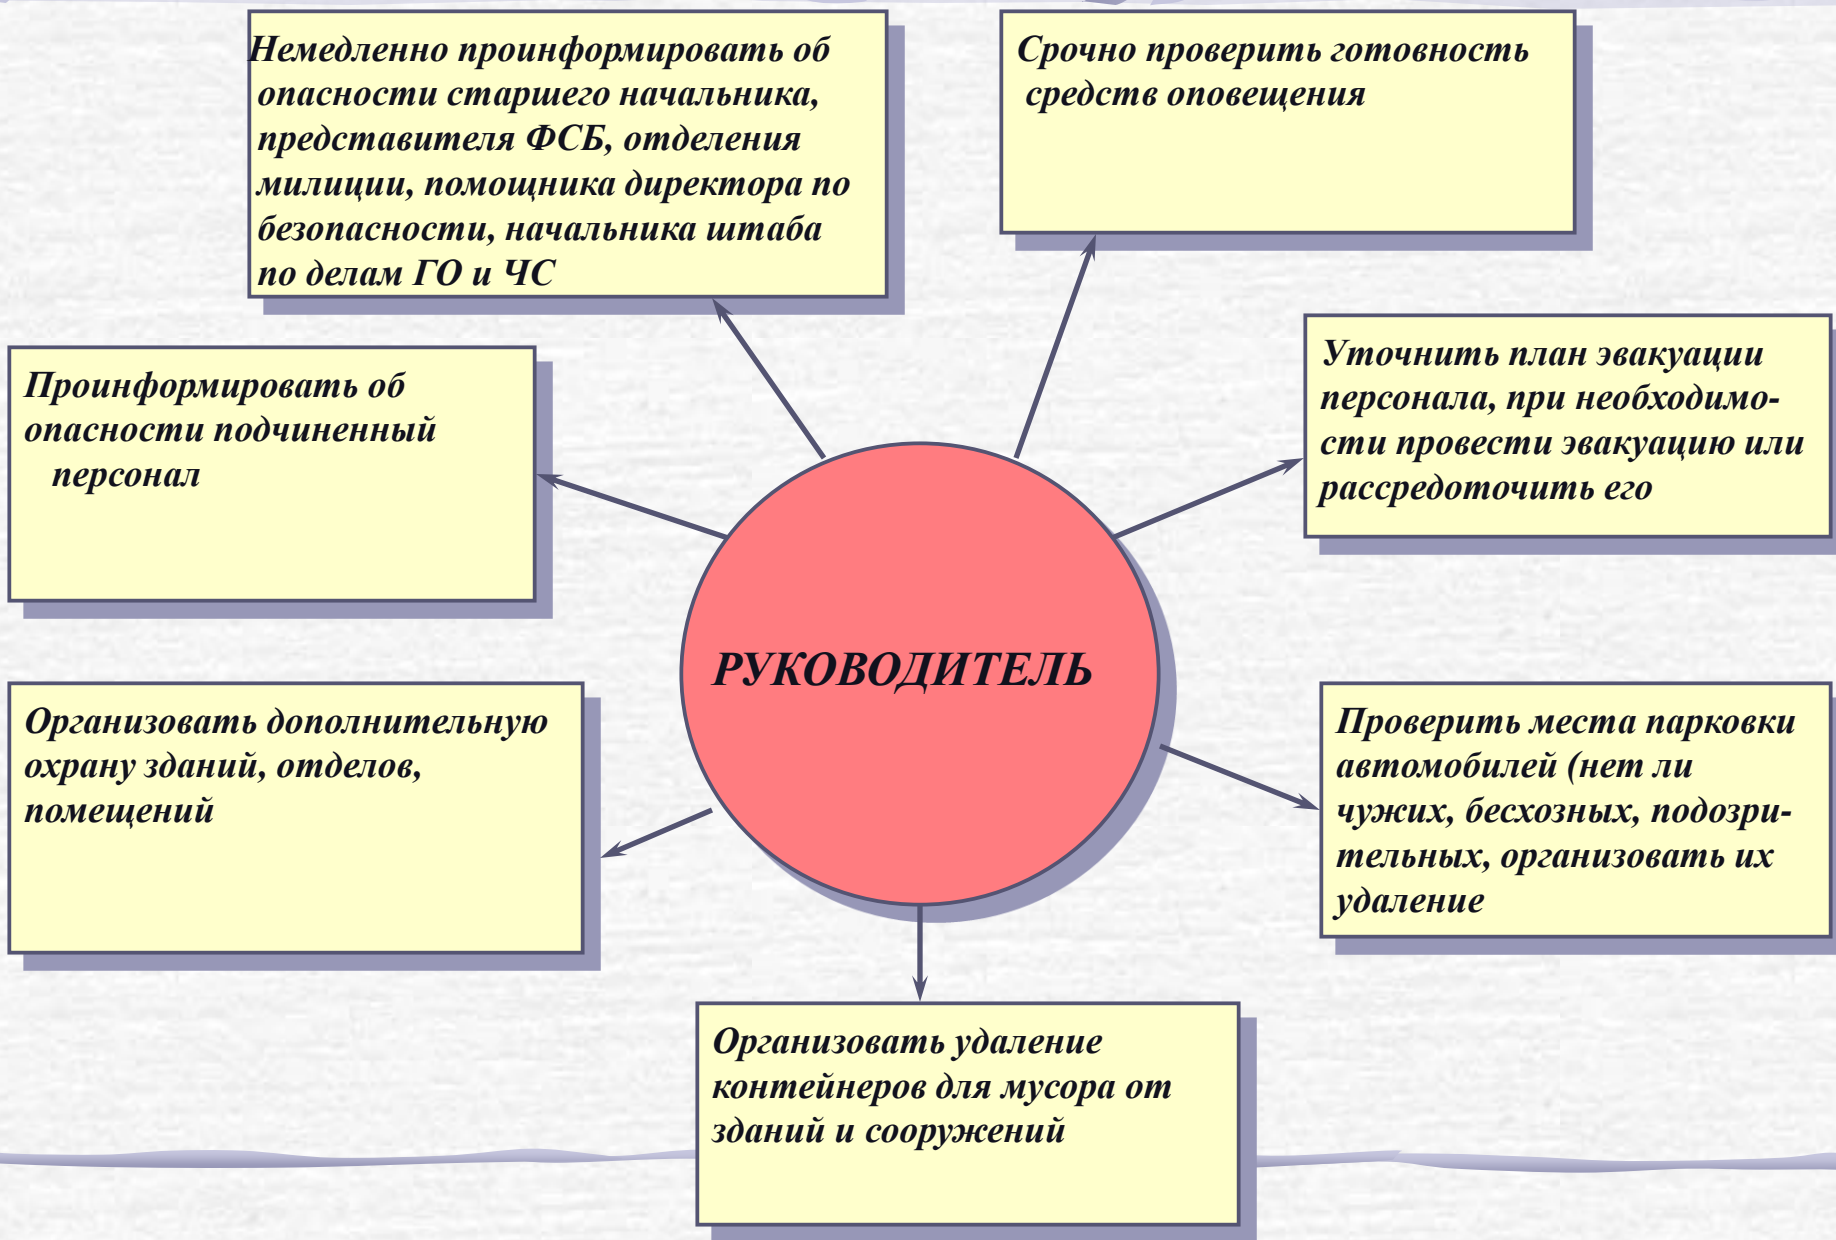 Немедленно проинформировать об
опасности старшего начальника,
представителя ФСБ, отделения
милиции, помощника директора по
безопасности, начальника штаба
по делам ГО и ЧС
Срочно проверить готовность
средств оповещения
Проинформировать об
опасности подчиненный
персонал
Уточнить план эвакуации
персонала, при необходимо-
сти провести эвакуацию или
рассредоточить его
РУКОВОДИТЕЛЬ
Организовать дополнительную
охрану зданий, отделов,
помещений
Проверить места парковки
автомобилей (нет ли
чужих, бесхозных, подозри-
тельных, организовать их
удаление
Организовать удаление
контейнеров для мусора от
зданий и сооружений